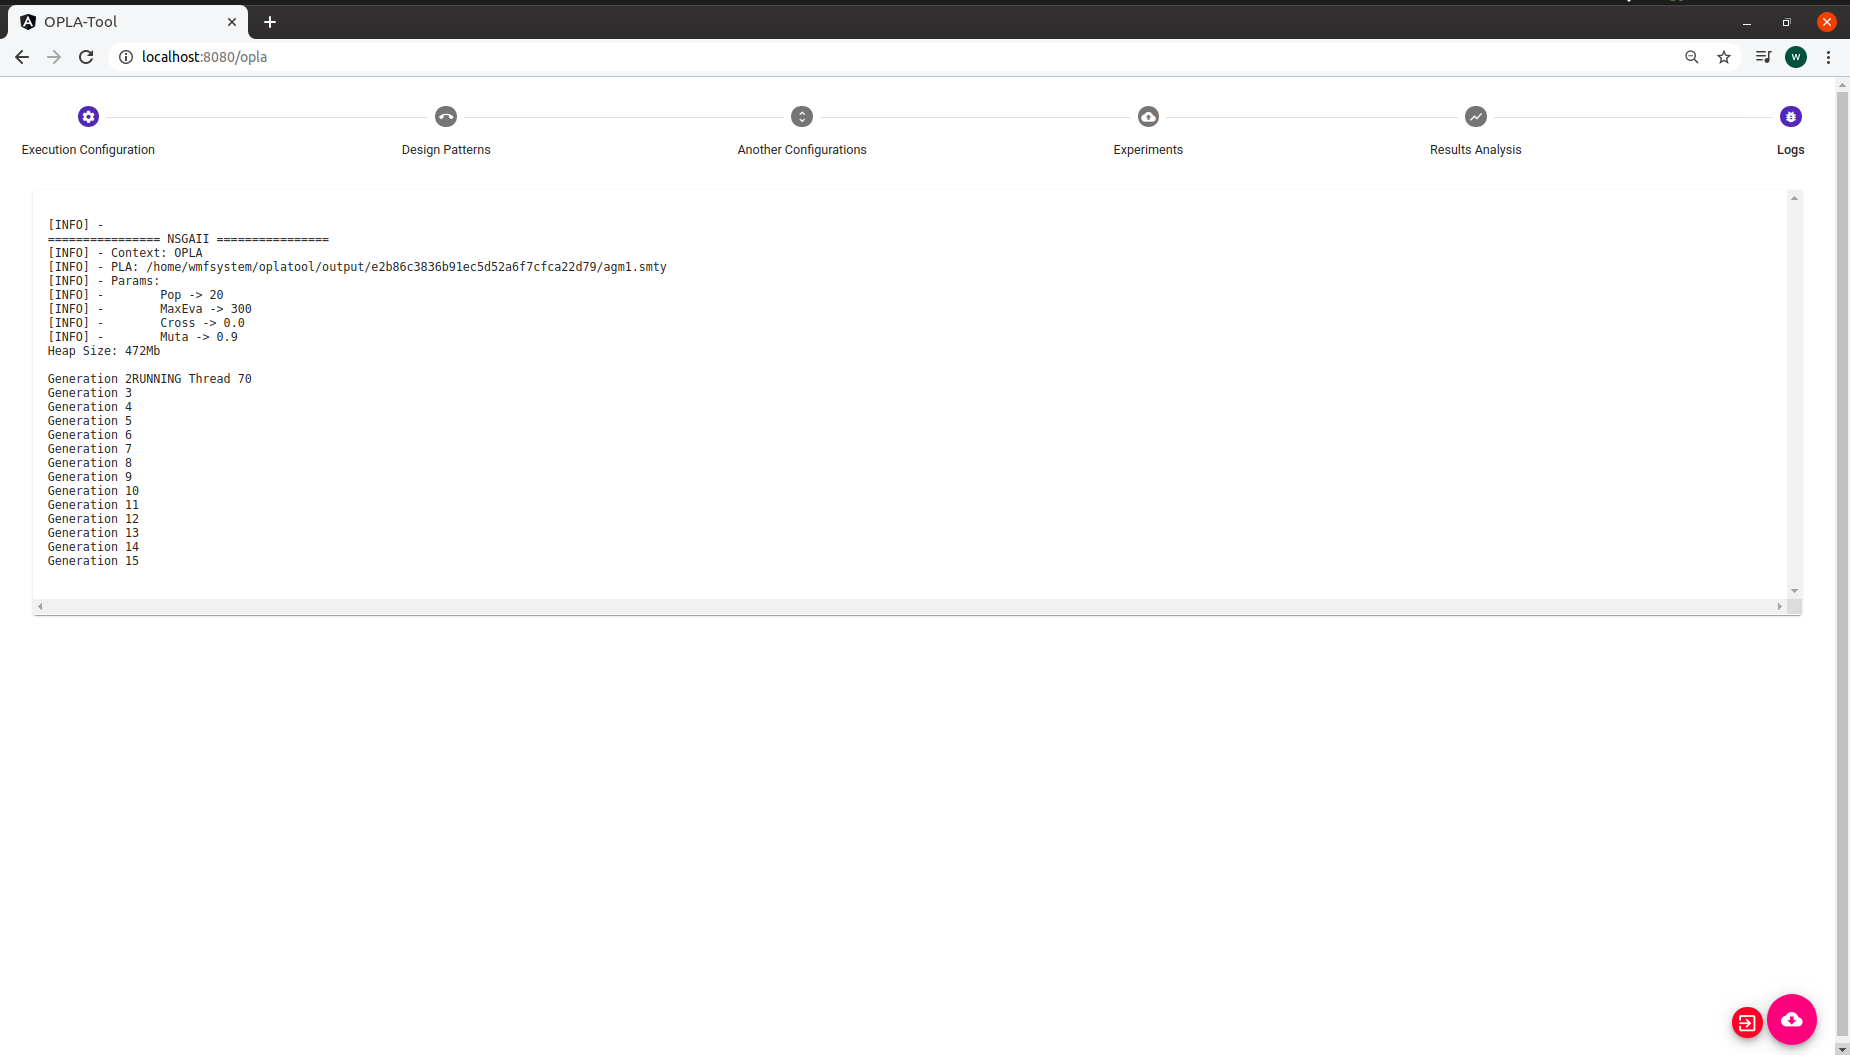 OPLA-Tool
localhost:8080/opla
W
Execution Configuration
Design Patterns
Another Configurations
Experiments
Results Analysis
Logs
[INFO] -
================ NSGAII ================
[INFO] - Context: OPLA
[INFO] - PLA: /home/wmfsystem/oplatool/output/e2b86c3836b91ec5d52a6f7cfca22d79/agm1.smty
[INFO] - Params:
[INFO] -        Pop -> 20
[INFO] -        MaxEva -> 300
[INFO] -        Cross -> 0.0
[INFO] -        Muta -> 0.9
Heap Size: 472Mb
Generation 2RUNNING Thread 70
Generation 3
Generation 4
Generation 5
Generation 6
Generation 7
Generation 8
Generation 9
Generation 10
Generation 11
Generation 12
Generation 13
Generation 14
Generation 15